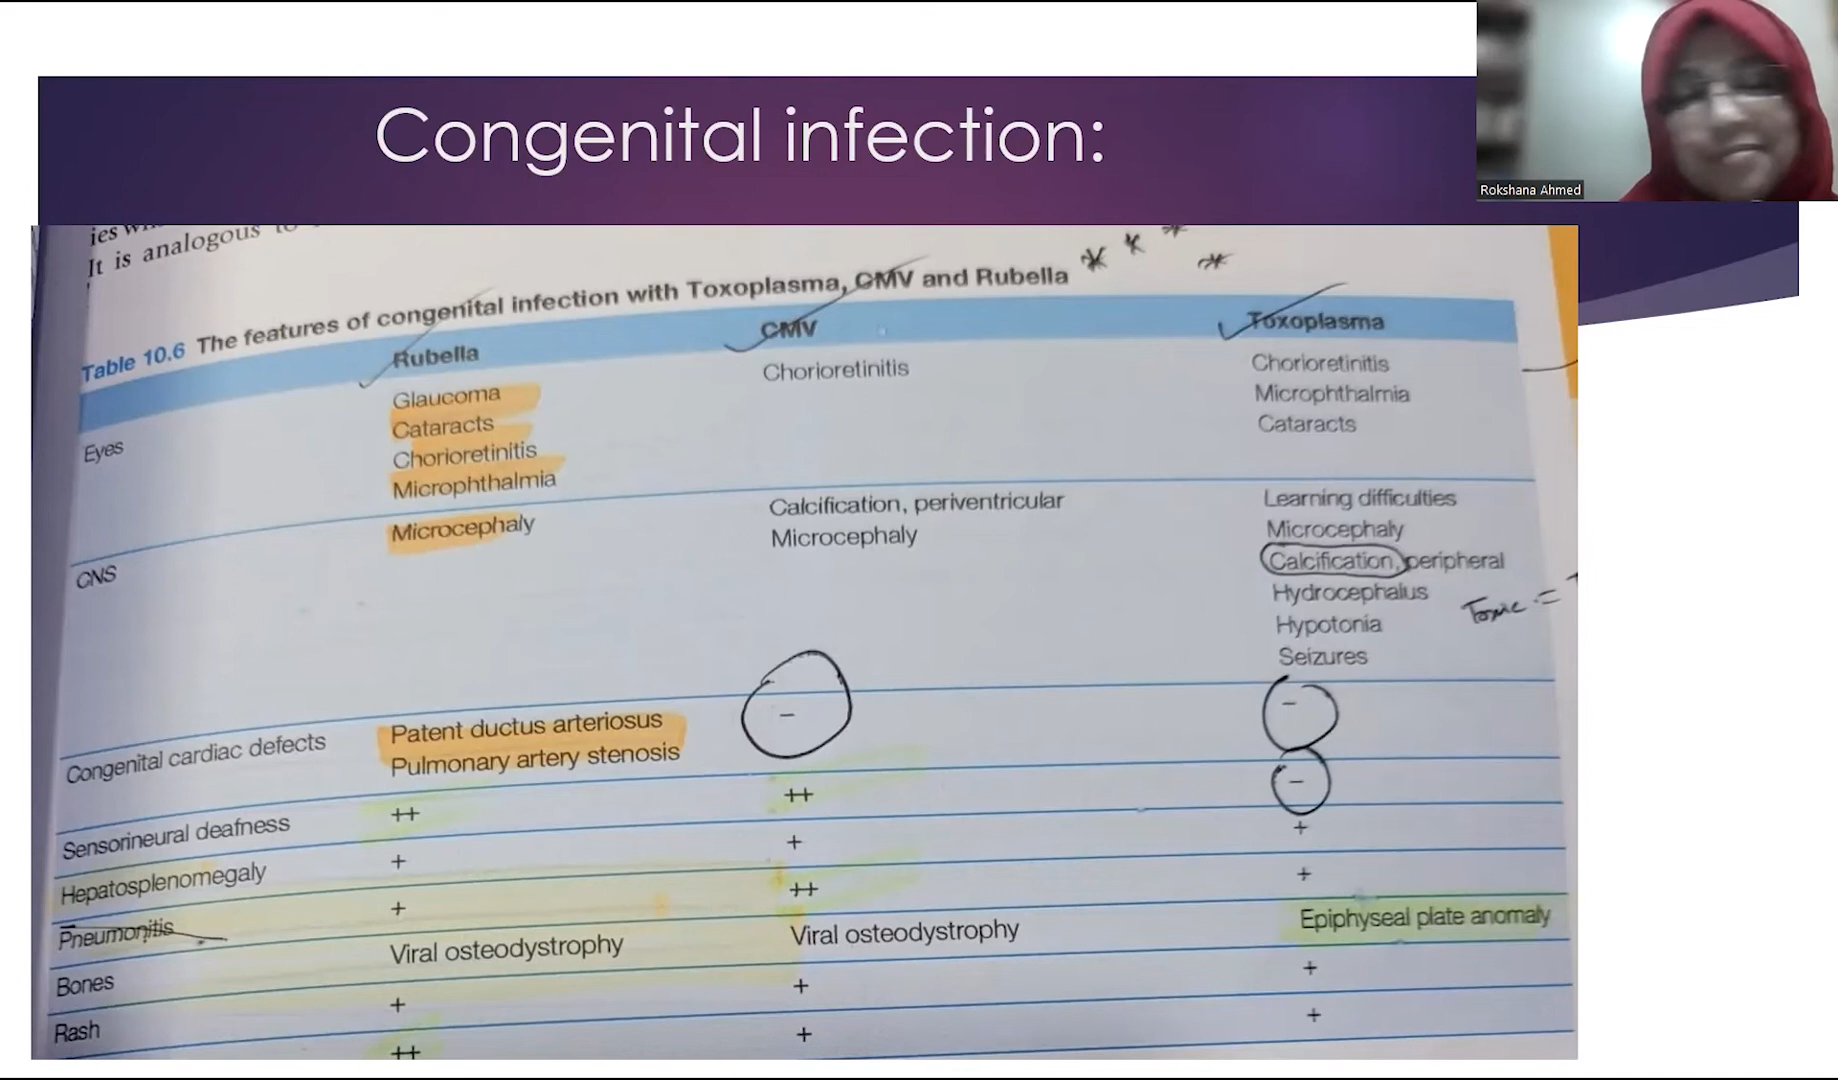 Congenital infection:
Rokshana Ahmed
ies
It is analogous to
Table 10.6 The features of congenital infection with Toxoplasma, CMV and Rubella
Rubella CMV Toxoplasma
Eyes
Glaucoma
Cataracts
Chorioretinitis
Microphthalmia
Chorioretinitis
Chorioretinitis
Microphthalmia
Cataracts
CNS
Microcephaly
Calcification, periventricular
Microcephaly
Learning difficulties
Microcephaly
Calcification, peripheral
Hydrocephalus
Hypotonia
Seizures
Congenital cardiac defects
Patent ductus arteriosus
Pulmonary artery stenosis
–
–
Sensorineural deafness ++ ++ –
Hepatosplenomegaly + + +
Pneumonitis + ++ +
Bones Viral osteodystrophy Viral osteodystrophy Epiphyseal plate anomaly
Rash + + +
++ + +